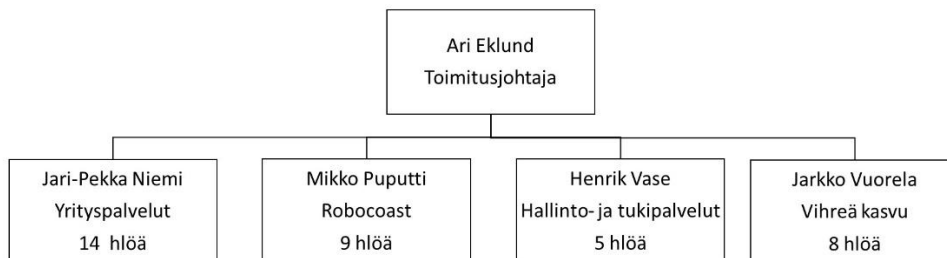 Ari Eklund
Toimitusjohtaja
Jari-Pekka Niemi
Yrityspalvelut
14 hlöä
Mikko Puputti
Robocoast
9 hlöä
Henrik Vase
Hallinto- ja tukipalvelut
5 hlöä
Jarkko Vuorela
Vihreä kasvu
8 hlöä